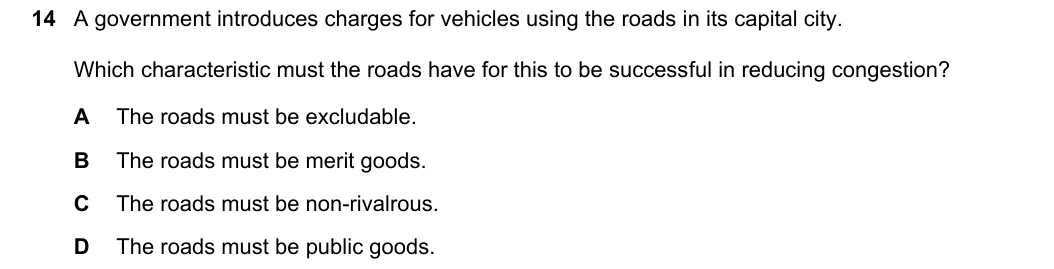 14 A government introduces charges for vehicles using the roads in its capital city.
Which characteristic must the roads have for this to be successful in reducing congestion?
A The roads must be excludable.
B The roads must be merit goods.
C The roads must be non-rivalrous.
D The roads must be public goods.